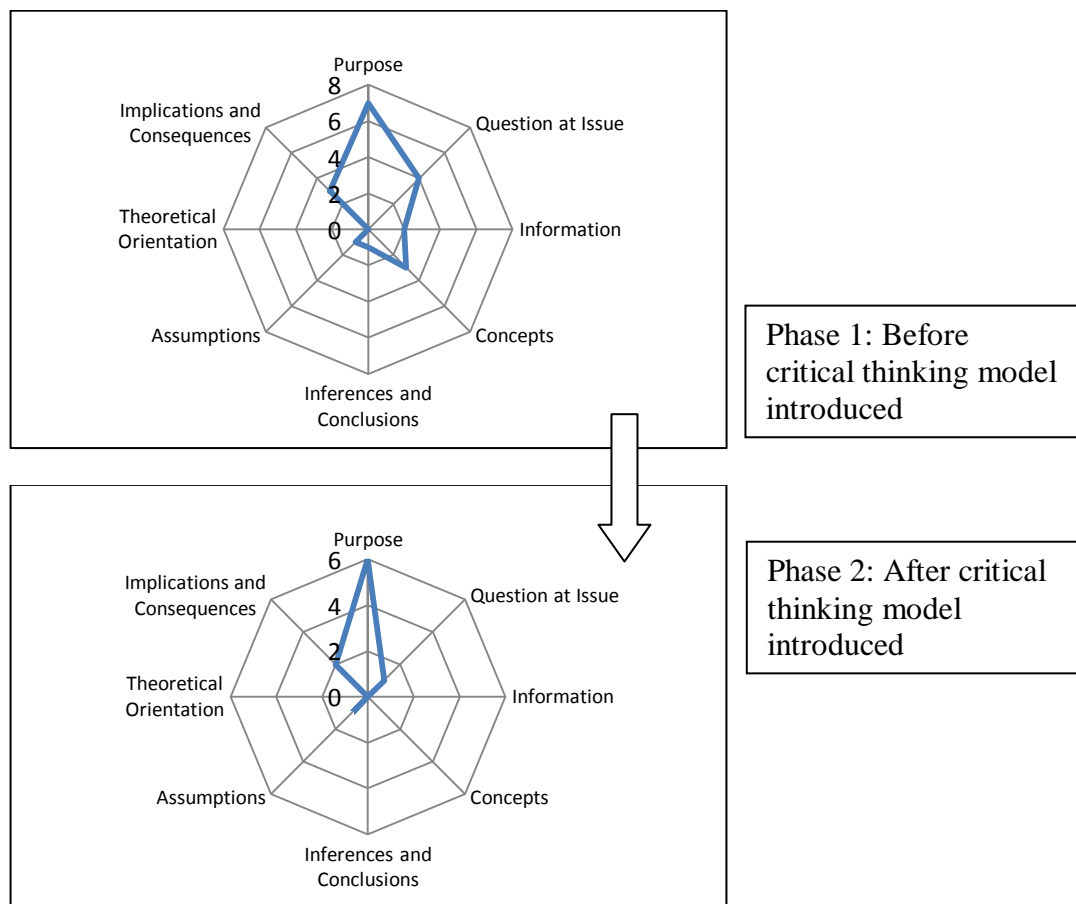 Purpose
8
Implications and
Consequences
6
Question at Issue
4
2
Theoretical
Orientation
0
Information
Assumptions
Concepts
Inferences and
Conclusions
Phase 1: Before
critical thinking model
introduced
Purpose
6
Implications and
Consequences
Question at Issue
4
2
Theoretical
Orientation
0
Information
Assumptions
Concepts
Inferences and
Conclusions
Phase 2: After critical
thinking model
introduced